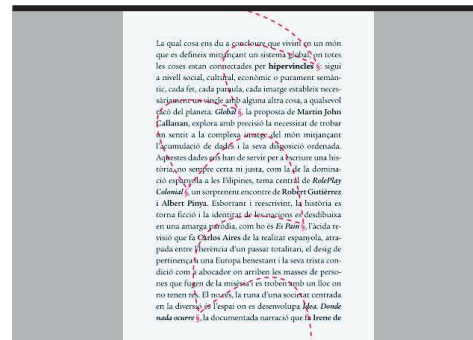 La qual cosa ens du a concloure que vivim en un món
que es defineix mitjançant un sistema global, on totes
les coses estan connectades per hipervincles §: sigui
a nivell social, cultural, econòmic o purament semàn-
tic, cada fet, cada paraula, cada imatge estableix neces-
sàriament un vincle amb alguna altra cosa, a qualsevol
racó del planeta. Global §, la proposta de Martin John
Callanan, explora amb precisió la necessitat de trobar
un sentit a la complexa imatge del món mitjançant
l'acumulació de dades i la seva disposició ordenada.
Aquestes dades ens han de servir per a escriure una his-
tòria, no sempre certa ni justa, com la de la domina-
ció espanyola a les Filipines, tema central de RolePlay
Colonial §, un sorprenent encontre de Robert Gutiérrez
i Albert Pinya. Esborrant i reescrivint, la història es
torna ficció i la identitat de les nacions es desdibuixa
en una amarga paròdia, com ho és Es Pain §, l'àcida re-
visió que fa Carlos Aires de la realitat espanyola, atra-
pada entre l'herència d'un passat totalitari, el desig de
pertinença a una Europa benestant i la seva trista con-
dició com a abocador on arriben les masses de perso-
nes que fugen de la misèria i es troben amb un lloc on
no tenen res. El no-res, la runa d'una societat centrada
en la diversió és l'espai on es desenvolupa Idea. Donde
nada ocurre §, la documentada narració que fa Irene de